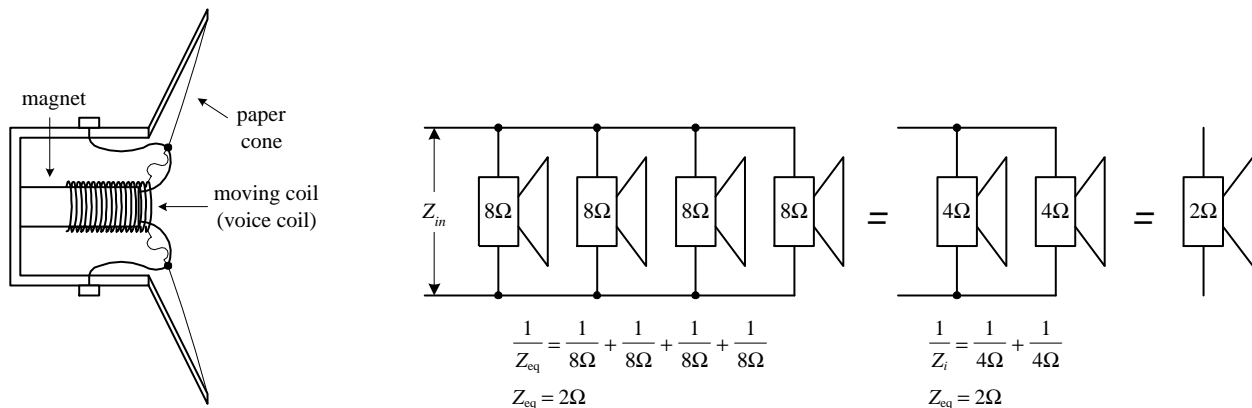 magnet
paper
cone
moving coil
(voice coil)
Z_in
8Ω 8Ω 8Ω 8Ω = 4Ω 4Ω = 2Ω
1/Z_eq = 1/8Ω + 1/8Ω + 1/8Ω + 1/8Ω
Z_eq = 2Ω
1/Z_i = 1/4Ω + 1/4Ω
Z_eq = 2Ω